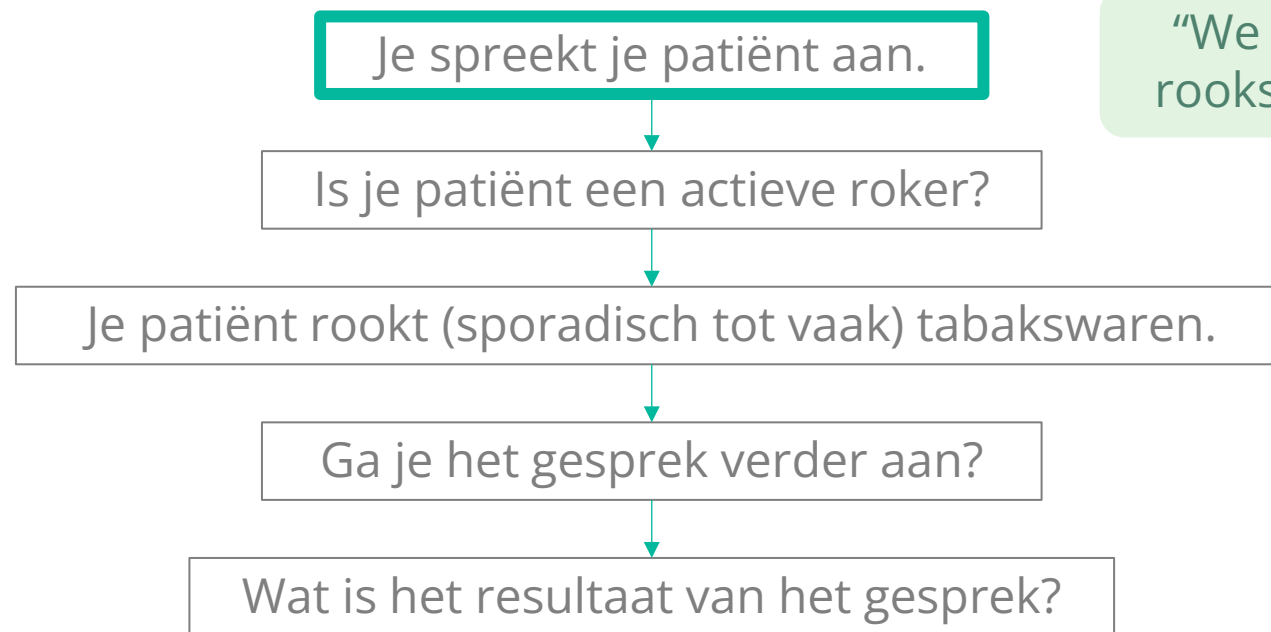 Je spreekt je patiënt aan.
“We
rooks
Is je patiënt een actieve roker?
Je patiënt rookt (sporadisch tot vaak) tabakswaren.
Ga je het gesprek verder aan?
Wat is het resultaat van het gesprek?